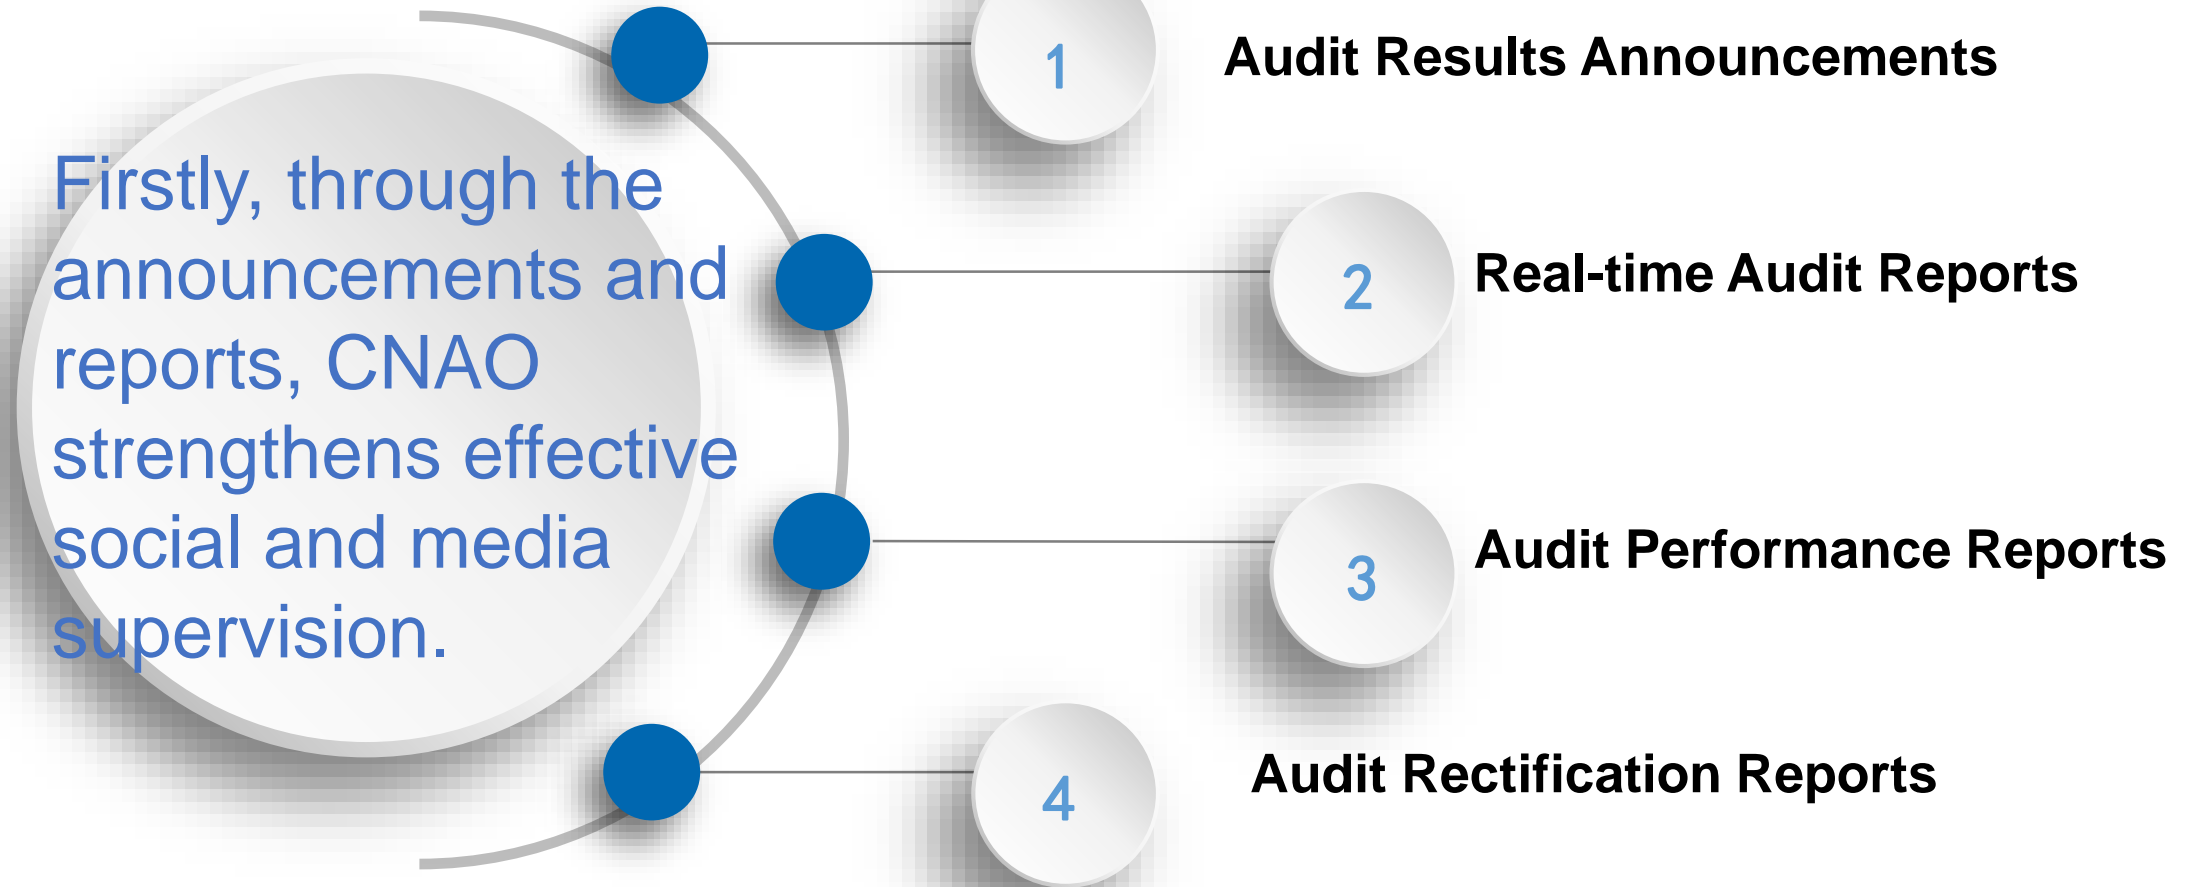 Firstly, through the
announcements and
reports, CNAO
strengthens effective
social and media
supervision.
1 Audit Results Announcements
2 Real-time Audit Reports
3 Audit Performance Reports
4 Audit Rectification Reports